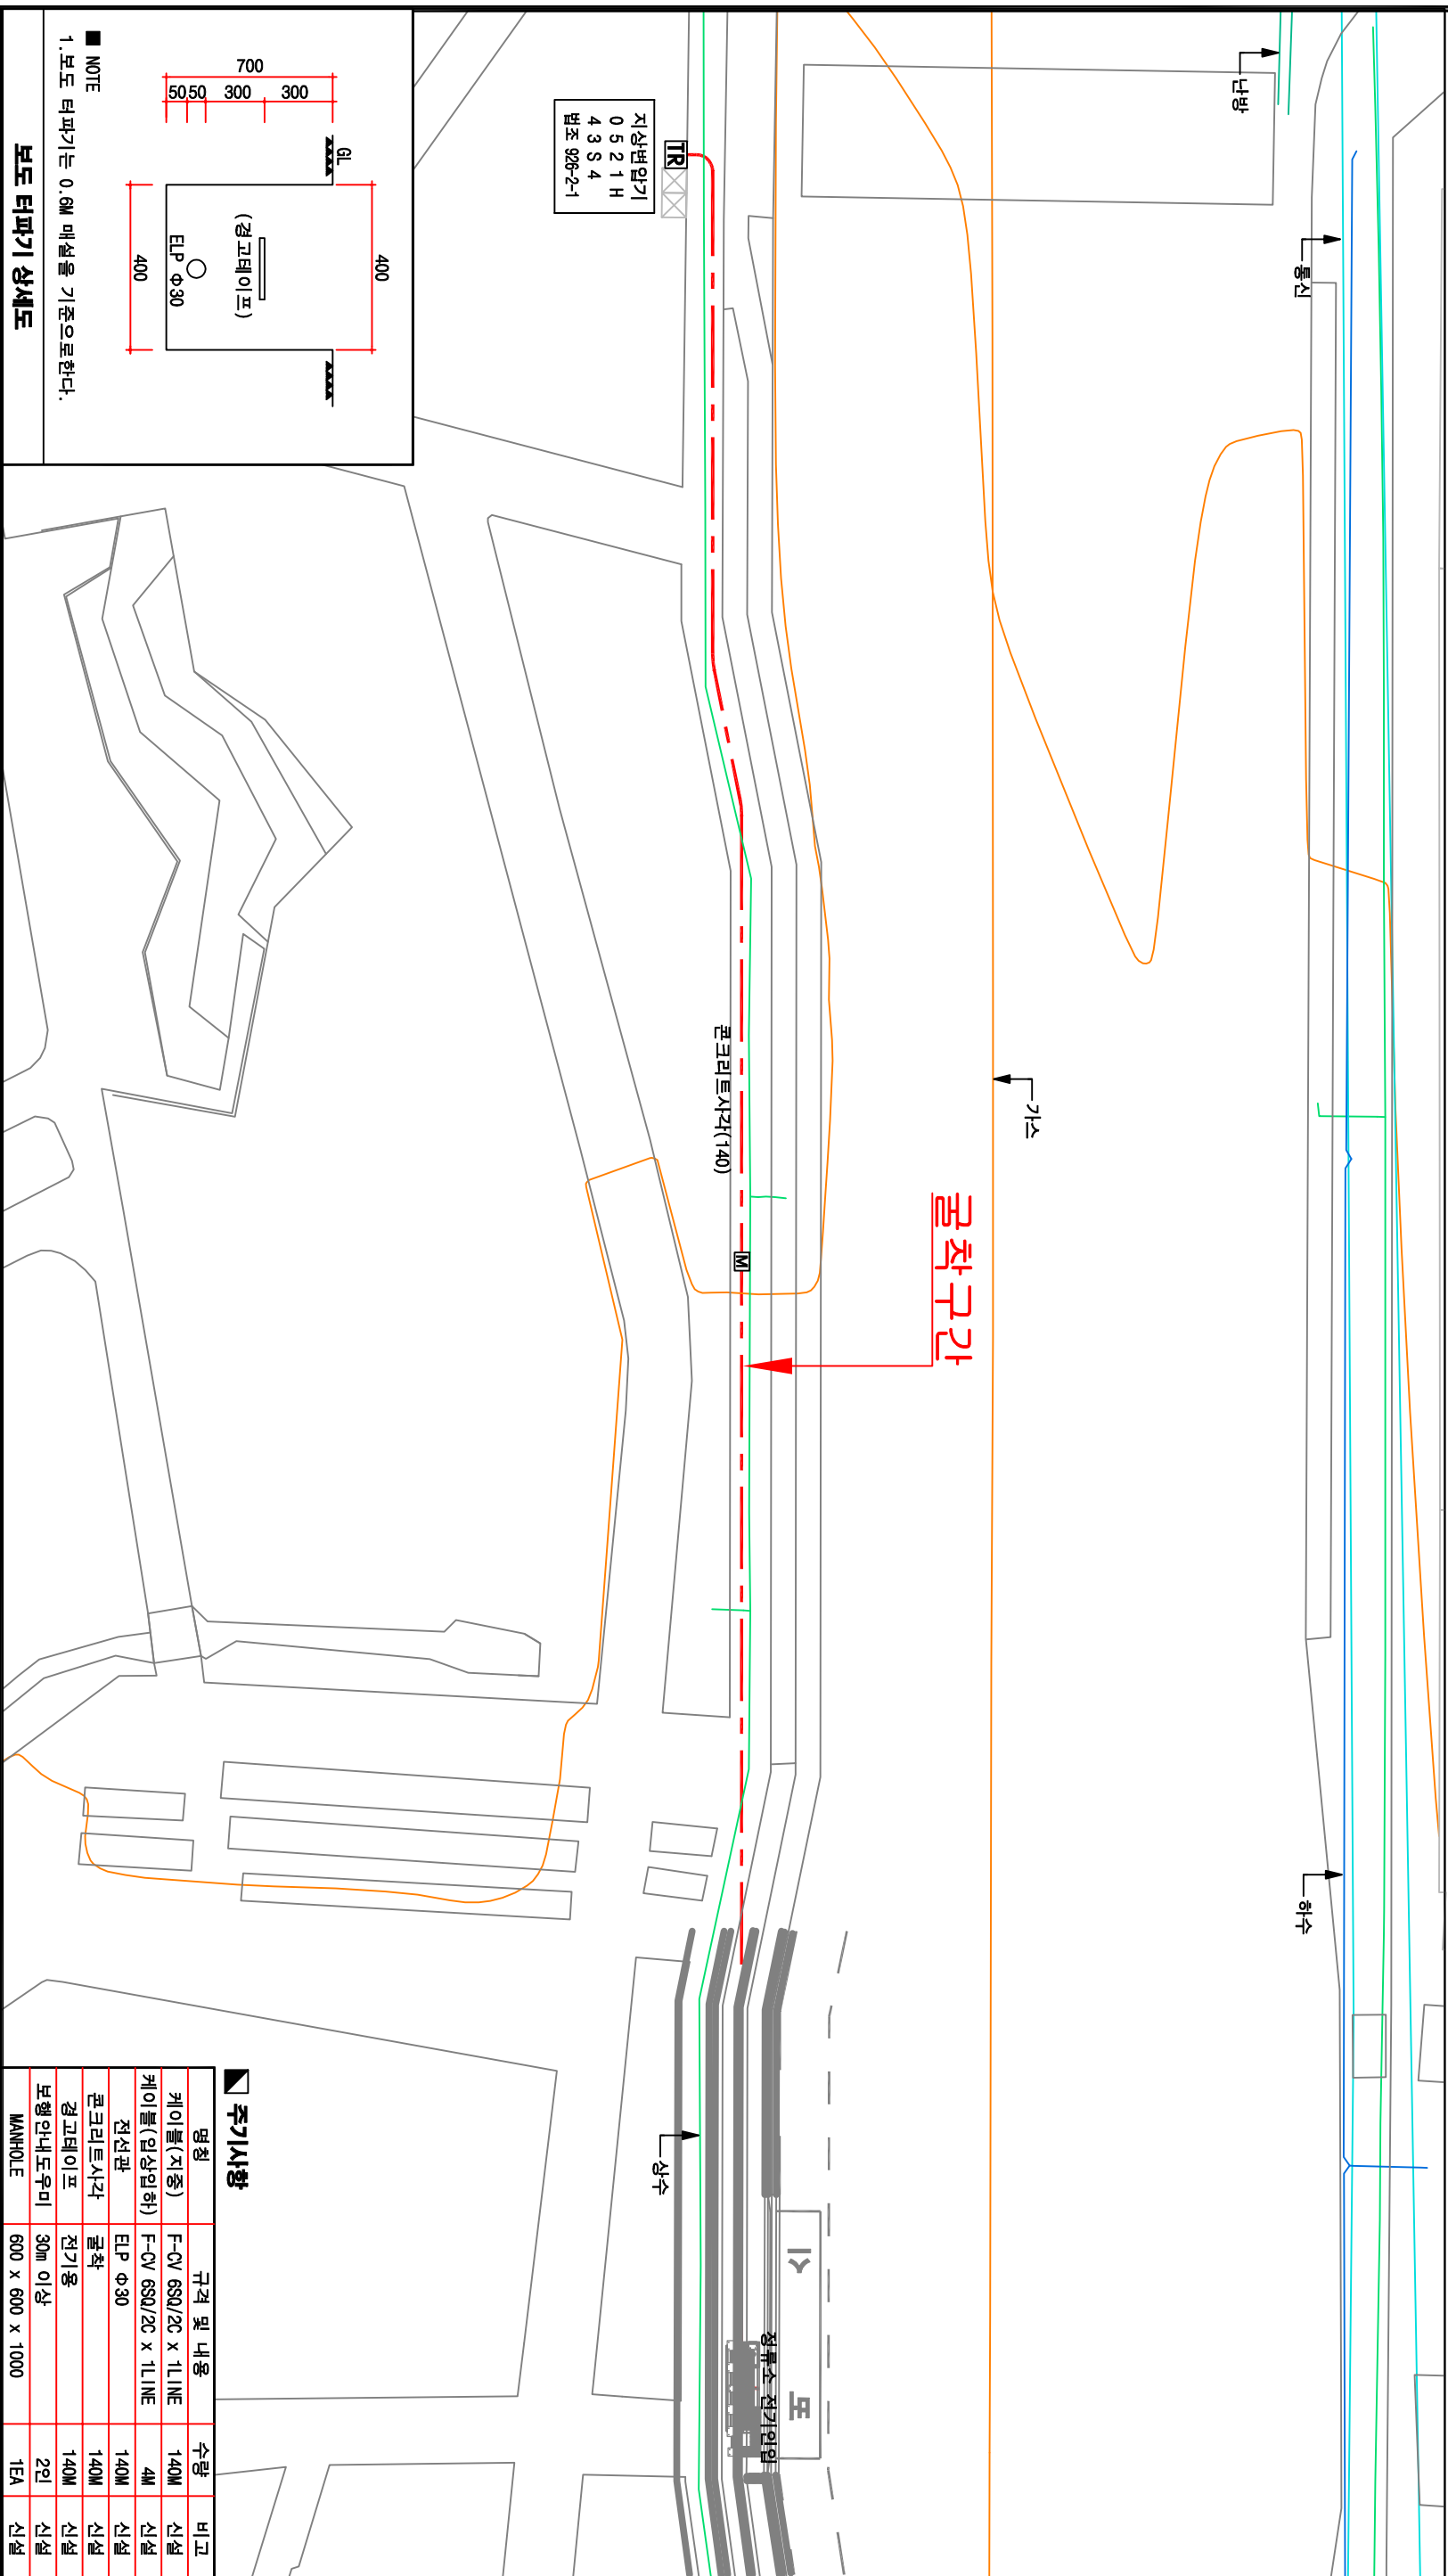 난방
통신
지상변압기
0 5 2 1 H
4 3 S 4
법조 926-2-1
TR
콘크리트사각(140)
M
가스
굴착구간
하수
상수
정류소 전기인입
700
50 50 300 300
GL
400
(경고테이프)
ELP Φ30
400
■ NOTE
1.보도 터파기는 0.6M 매설을 기준으로한다.
보도 터파기 상세도
주기사항
명칭 규격 및 내용 수량 비고
케이블(지중) F-CV 6SQ/2C x 1LINE 140M 신설
케이블(입상입하) F-CV 6SQ/2C x 1LINE 4M 신설
전선관 ELP Φ30 140M 신설
콘크리트사각 굴착 140M 신설
경고테이프 전기용 140M 신설
보행안내도우미 30m 이상 2인 신설
MANHOLE 600 x 600 x 1000 1EA 신설